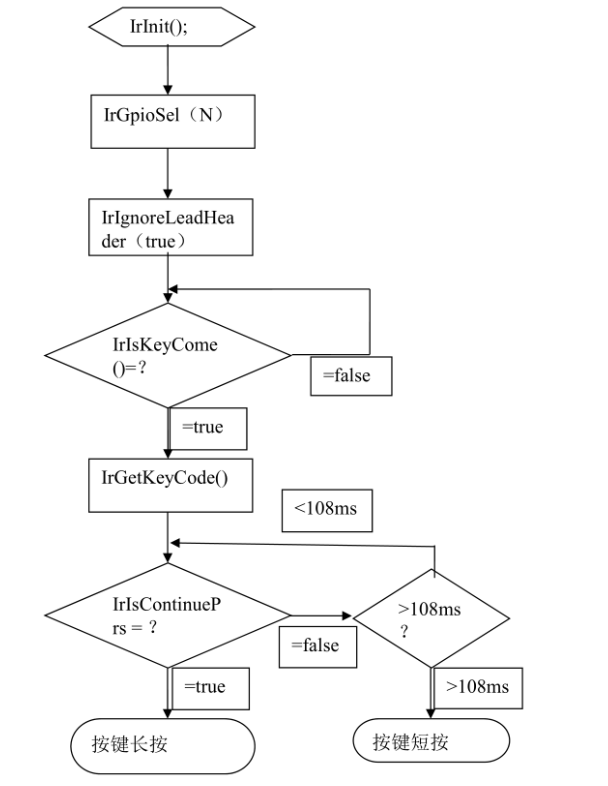 IrInit();
IrGpioSel（N）
IrIgnoreLeadHea
der（true）
IrIsKeyCome
()=？
=false
=true
IrGetKeyCode()
<108ms
IrIsContinueP
rs =？
>108ms
？
=false
=true
>108ms
按键长按
按键短按